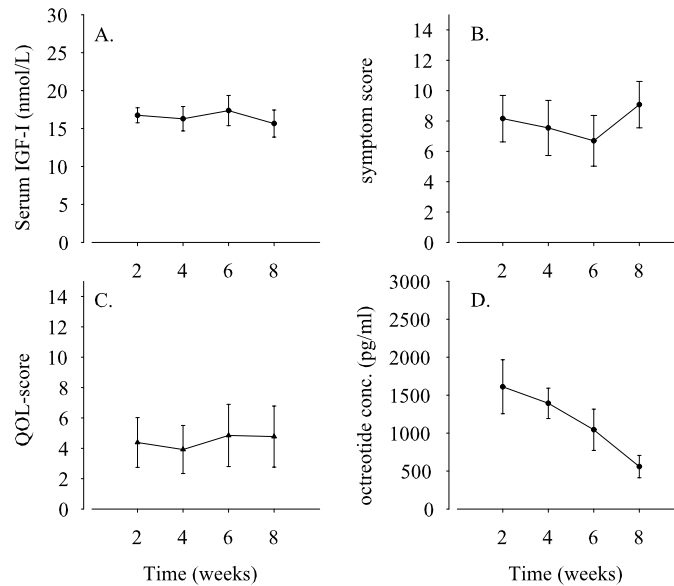 A.
Serum IGF-I (nmol/L)
30
25
20
15
10
5
0
2 4 6 8
B.
symptom score
14
12
10
8
6
4
2
0
2 4 6 8
C.
QOL-score
14
12
10
8
6
4
2
0
2 4 6 8
Time (weeks)
D.
octreotide conc. (pg/ml)
3000
2500
2000
1500
1000
500
0
2 4 6 8
Time (weeks)